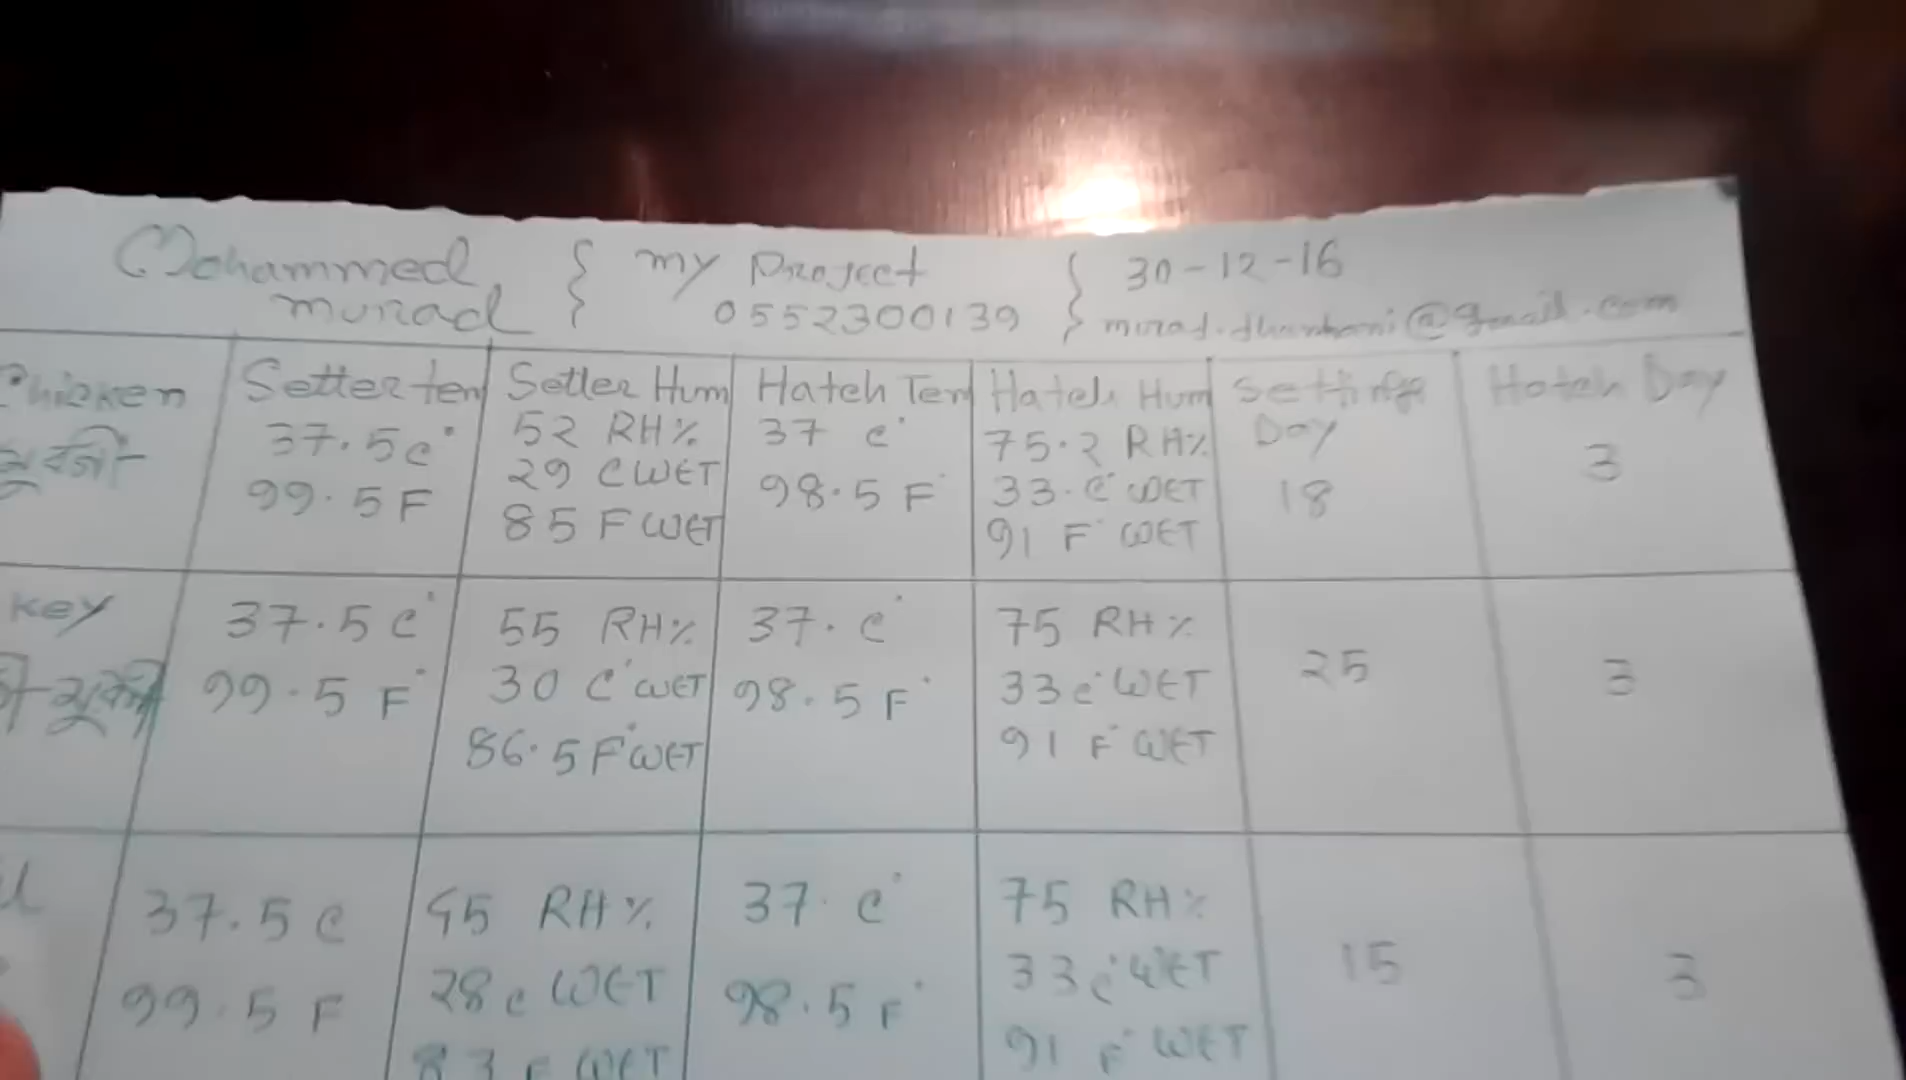 Mohammed murad { my Project 0552300139 } 30-12-16
Chicken
Setter tem
37.5 c°
99.5 F
Setter Hum
52 RH%
29 C WET
85 F WET
Hatch Tem
37 c°
98.5 F
Hatch Hum
75.2 RH%
33. c° WET
91 F° WET
Setting
Day
18
Hatch Day
3
key
37.5 c°
99.5 F°
55 RH%
30 C° WET
86.5 F° WET
37. c°
98.5 F°
75 RH%
33 c° WET
91 F° WET
25
3
37.5 c
99.5 F
45 RH%
28 c WET
83 F WET
37 c°
98.5 F°
75 RH%
33 c° WET
91 F° WET
15
3